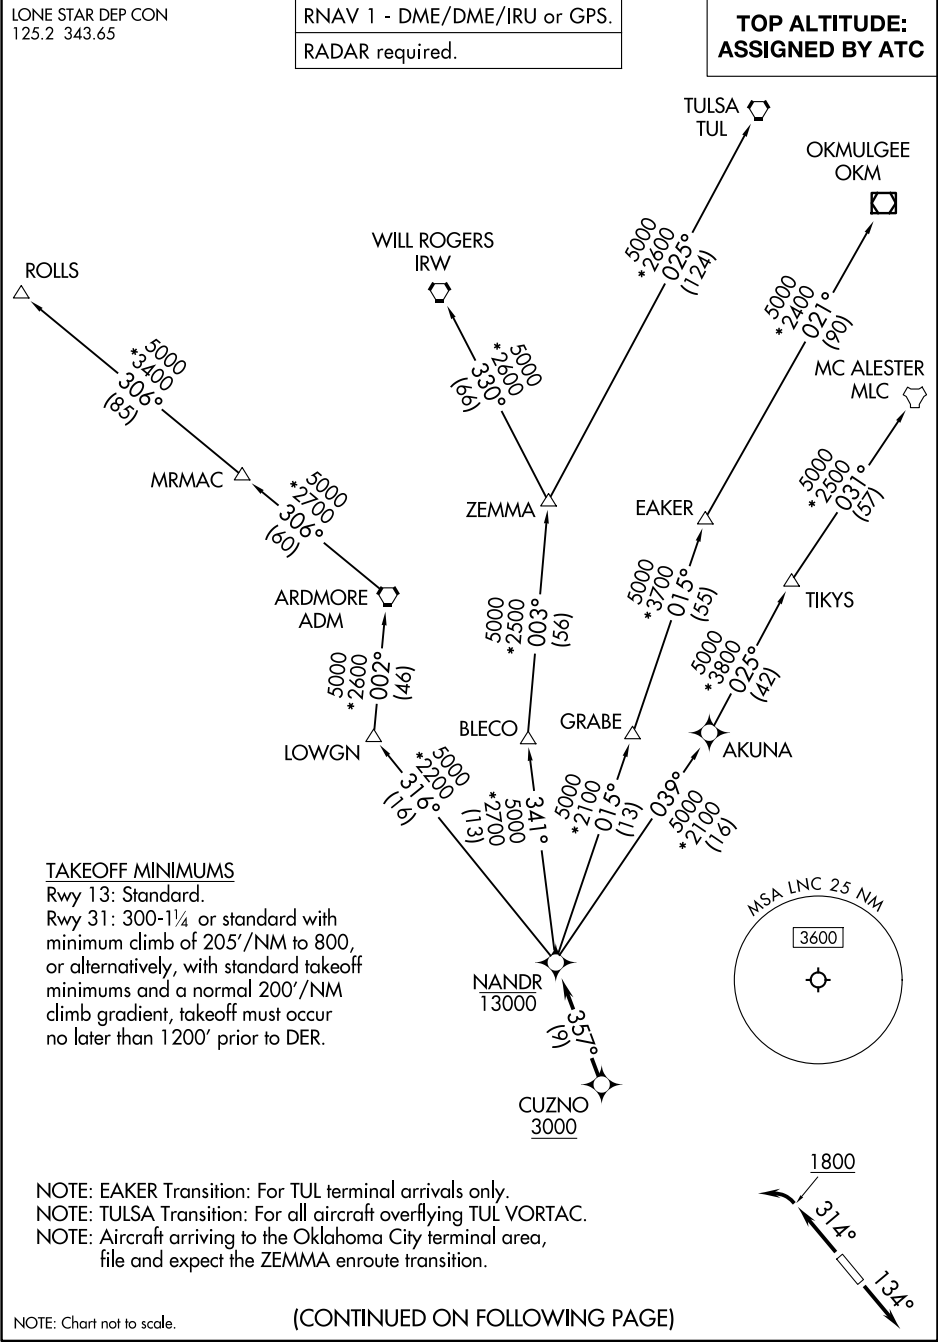 LONE STAR DEP CON
125.2 343.65
RNAV 1 - DME/DME/IRU or GPS.
RADAR required.
TOP ALTITUDE:
ASSIGNED BY ATC
TULSA
TUL
OKMULGEE
OKM
5000
*2600
025°
(124)
WILL ROGERS
IRW
ROLLS
5000
*2400
021°
(90)
5000
*3400
306°
(85)
5000
*2600
330°
(66)
MC ALESTER
MLC
MRMAC
5000
*2700
306°
(60)
ZEMMA
EAKER
5000
*2500
031°
(57)
ARDMORE
ADM
5000
*2500
003°
(56)
5000
*3700
015°
(55)
TIKYS
5000
*2600
002°
(46)
5000
*3800
025°
(42)
LOWGN
BLECO
GRABE
AKUNA
5000
*2200
316°
(16)
341°
5000
*2700
(13)
5000
*2100
015°
(13)
039°
5000
*2100
(16)
TAKEOFF MINIMUMS
Rwy 13: Standard.
Rwy 31: 300-1¼ or standard with
minimum climb of 205'/NM to 800,
or alternatively, with standard takeoff
minimums and a normal 200'/NM
climb gradient, takeoff must occur
no later than 1200' prior to DER.
MSA LNC 25 NM
3600
NANDR
13000
357°
(9)
CUZNO
3000
1800
314°
134°
NOTE: EAKER Transition: For TUL terminal arrivals only.
NOTE: TULSA Transition: For all aircraft overflying TUL VORTAC.
NOTE: Aircraft arriving to the Oklahoma City terminal area,
file and expect the ZEMMA enroute transition.
NOTE: Chart not to scale.
(CONTINUED ON FOLLOWING PAGE)